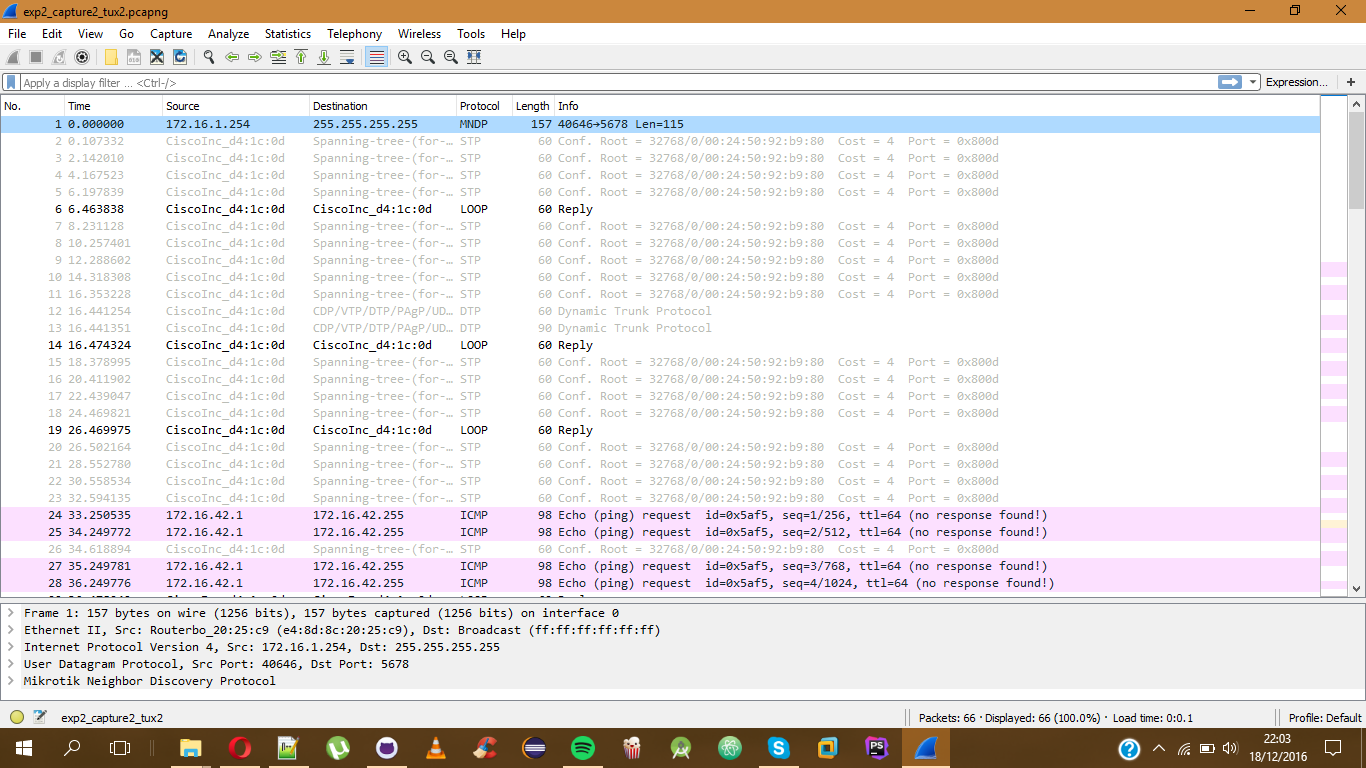 exp2_capture2_tux2.pcapng
File Edit View Go Capture Analyze Statistics Telephony Wireless Tools Help
Apply a display filter ... <Ctrl-/> Expression... +
No. Time Source Destination Protocol Length Info
1 0.000000 172.16.1.254 255.255.255.255 MNDP 157 40646→5678 Len=115
2 0.107332 CiscoInc_d4:1c:0d Spanning-tree-(for-… STP 60 Conf. Root = 32768/0/00:24:50:92:b9:80 Cost = 4 Port = 0x800d
3 2.142010 CiscoInc_d4:1c:0d Spanning-tree-(for-… STP 60 Conf. Root = 32768/0/00:24:50:92:b9:80 Cost = 4 Port = 0x800d
4 4.167523 CiscoInc_d4:1c:0d Spanning-tree-(for-… STP 60 Conf. Root = 32768/0/00:24:50:92:b9:80 Cost = 4 Port = 0x800d
5 6.197839 CiscoInc_d4:1c:0d Spanning-tree-(for-… STP 60 Conf. Root = 32768/0/00:24:50:92:b9:80 Cost = 4 Port = 0x800d
6 6.463838 CiscoInc_d4:1c:0d CiscoInc_d4:1c:0d LOOP 60 Reply
7 8.231128 CiscoInc_d4:1c:0d Spanning-tree-(for-… STP 60 Conf. Root = 32768/0/00:24:50:92:b9:80 Cost = 4 Port = 0x800d
8 10.257401 CiscoInc_d4:1c:0d Spanning-tree-(for-… STP 60 Conf. Root = 32768/0/00:24:50:92:b9:80 Cost = 4 Port = 0x800d
9 12.288602 CiscoInc_d4:1c:0d Spanning-tree-(for-… STP 60 Conf. Root = 32768/0/00:24:50:92:b9:80 Cost = 4 Port = 0x800d
10 14.318308 CiscoInc_d4:1c:0d Spanning-tree-(for-… STP 60 Conf. Root = 32768/0/00:24:50:92:b9:80 Cost = 4 Port = 0x800d
11 16.353228 CiscoInc_d4:1c:0d Spanning-tree-(for-… STP 60 Conf. Root = 32768/0/00:24:50:92:b9:80 Cost = 4 Port = 0x800d
12 16.441254 CiscoInc_d4:1c:0d CDP/VTP/DTP/PAgP/UD… DTP 60 Dynamic Trunk Protocol
13 16.441351 CiscoInc_d4:1c:0d CDP/VTP/DTP/PAgP/UD… DTP 90 Dynamic Trunk Protocol
14 16.474324 CiscoInc_d4:1c:0d CiscoInc_d4:1c:0d LOOP 60 Reply
15 18.378995 CiscoInc_d4:1c:0d Spanning-tree-(for-… STP 60 Conf. Root = 32768/0/00:24:50:92:b9:80 Cost = 4 Port = 0x800d
16 20.411902 CiscoInc_d4:1c:0d Spanning-tree-(for-… STP 60 Conf. Root = 32768/0/00:24:50:92:b9:80 Cost = 4 Port = 0x800d
17 22.439047 CiscoInc_d4:1c:0d Spanning-tree-(for-… STP 60 Conf. Root = 32768/0/00:24:50:92:b9:80 Cost = 4 Port = 0x800d
18 24.469821 CiscoInc_d4:1c:0d Spanning-tree-(for-… STP 60 Conf. Root = 32768/0/00:24:50:92:b9:80 Cost = 4 Port = 0x800d
19 26.469975 CiscoInc_d4:1c:0d CiscoInc_d4:1c:0d LOOP 60 Reply
20 26.502164 CiscoInc_d4:1c:0d Spanning-tree-(for-… STP 60 Conf. Root = 32768/0/00:24:50:92:b9:80 Cost = 4 Port = 0x800d
21 28.552780 CiscoInc_d4:1c:0d Spanning-tree-(for-… STP 60 Conf. Root = 32768/0/00:24:50:92:b9:80 Cost = 4 Port = 0x800d
22 30.558534 CiscoInc_d4:1c:0d Spanning-tree-(for-… STP 60 Conf. Root = 32768/0/00:24:50:92:b9:80 Cost = 4 Port = 0x800d
23 32.594135 CiscoInc_d4:1c:0d Spanning-tree-(for-… STP 60 Conf. Root = 32768/0/00:24:50:92:b9:80 Cost = 4 Port = 0x800d
24 33.250535 172.16.42.1 172.16.42.255 ICMP 98 Echo (ping) request id=0x5af5, seq=1/256, ttl=64 (no response found!)
25 34.249772 172.16.42.1 172.16.42.255 ICMP 98 Echo (ping) request id=0x5af5, seq=2/512, ttl=64 (no response found!)
26 34.618894 CiscoInc_d4:1c:0d Spanning-tree-(for-… STP 60 Conf. Root = 32768/0/00:24:50:92:b9:80 Cost = 4 Port = 0x800d
27 35.249781 172.16.42.1 172.16.42.255 ICMP 98 Echo (ping) request id=0x5af5, seq=3/768, ttl=64 (no response found!)
28 36.249776 172.16.42.1 172.16.42.255 ICMP 98 Echo (ping) request id=0x5af5, seq=4/1024, ttl=64 (no response found!)
Frame 1: 157 bytes on wire (1256 bits), 157 bytes captured (1256 bits) on interface 0
Ethernet II, Src: Routerbo_20:25:c9 (e4:8d:8c:20:25:c9), Dst: Broadcast (ff:ff:ff:ff:ff:ff)
Internet Protocol Version 4, Src: 172.16.1.254, Dst: 255.255.255.255
User Datagram Protocol, Src Port: 40646, Dst Port: 5678
Mikrotik Neighbor Discovery Protocol
exp2_capture2_tux2 Packets: 66 · Displayed: 66 (100.0%) · Load time: 0:0.1 Profile: Default
PS
22:03
18/12/2016